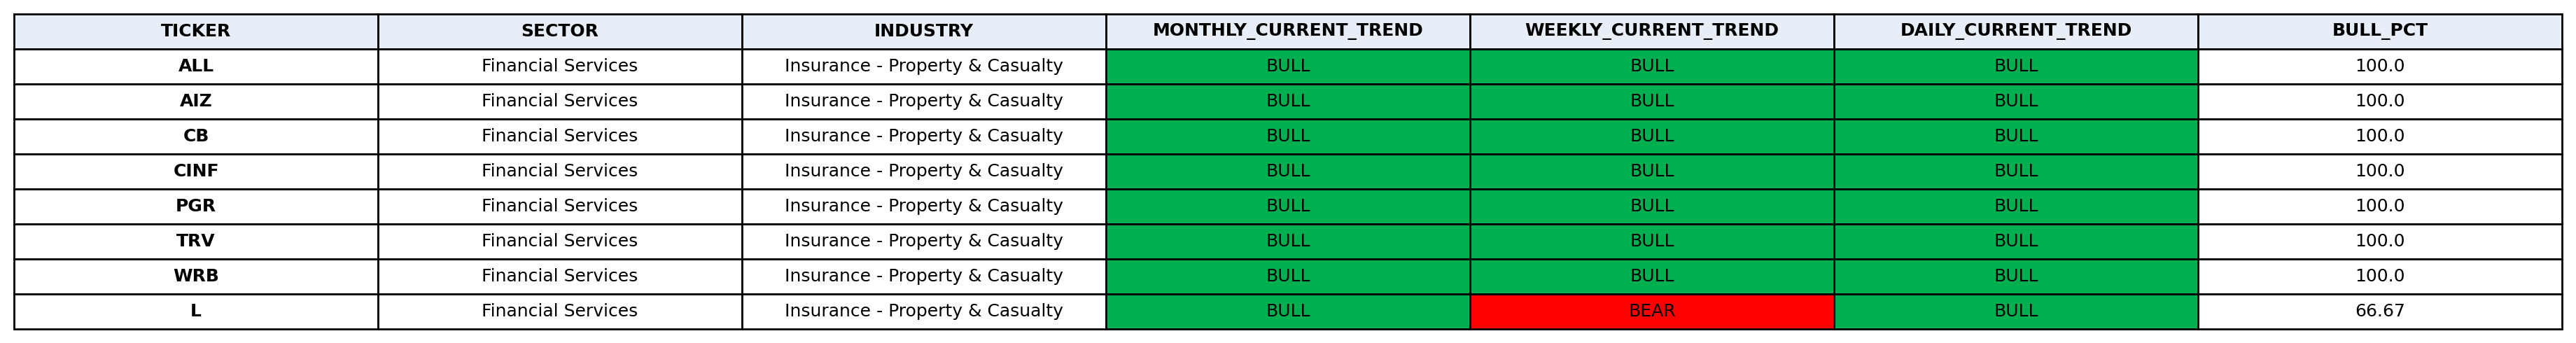 TICKER SECTOR INDUSTRY MONTHLY_CURRENT_TREND WEEKLY_CURRENT_TREND DAILY_CURRENT_TREND BULL_PCT
ALL Financial Services Insurance - Property & Casualty BULL BULL BULL 100.0
AIZ Financial Services Insurance - Property & Casualty BULL BULL BULL 100.0
CB Financial Services Insurance - Property & Casualty BULL BULL BULL 100.0
CINF Financial Services Insurance - Property & Casualty BULL BULL BULL 100.0
PGR Financial Services Insurance - Property & Casualty BULL BULL BULL 100.0
TRV Financial Services Insurance - Property & Casualty BULL BULL BULL 100.0
WRB Financial Services Insurance - Property & Casualty BULL BULL BULL 100.0
L Financial Services Insurance - Property & Casualty BULL BEAR BULL 66.67